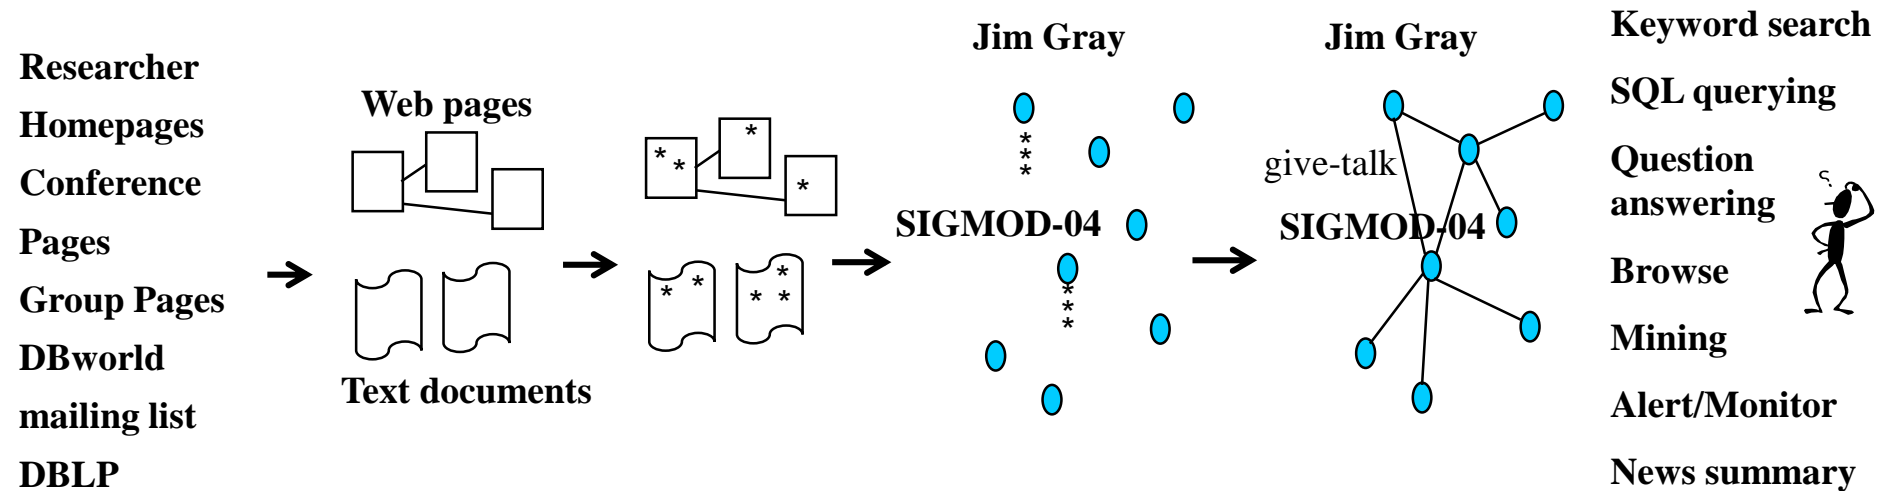 Researcher
Homepages
Conference
Pages
Group Pages
DBworld
mailing list
DBLP
Web pages
Text documents
* * * *
* * * * *
Jim Gray
*
*
*
SIGMOD-04
*
*
*
Jim Gray
give-talk
SIGMOD-04
Keyword search
SQL querying
Question
answering
?
Browse
Mining
Alert/Monitor
News summary